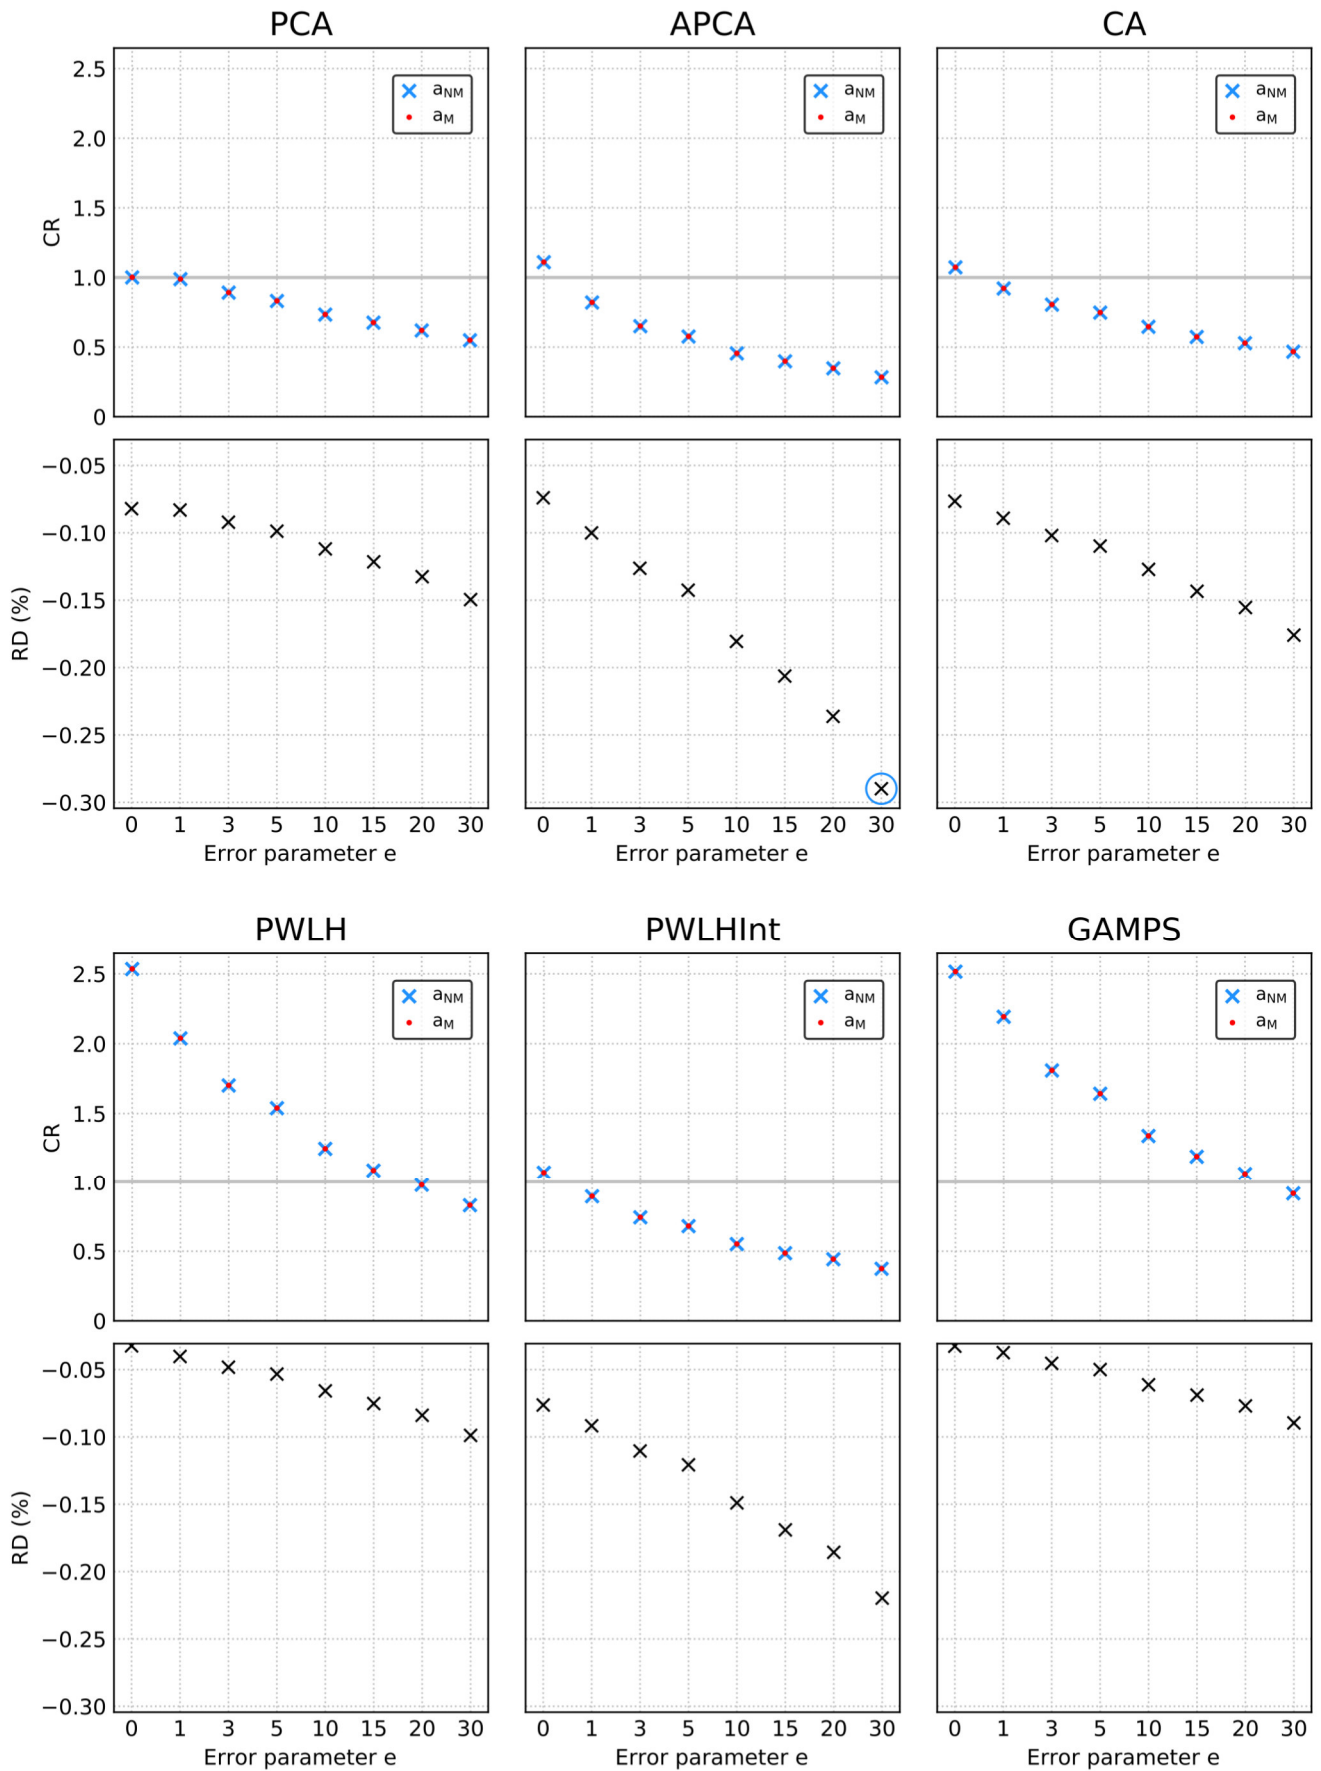 PCA APCA CA
2.5
2.0
1.5
1.0
0.5
0
CR
aNM
aM
aNM
aM
aNM
aM
−0.05
−0.10
−0.15
−0.20
−0.25
−0.30
RD (%)
0 1 3 5 10 15 20 30
Error parameter e
0 1 3 5 10 15 20 30
Error parameter e
0 1 3 5 10 15 20 30
Error parameter e
PWLH PWLHInt GAMPS
2.5
2.0
1.5
1.0
0.5
0
CR
aNM
aM
aNM
aM
aNM
aM
−0.05
−0.10
−0.15
−0.20
−0.25
−0.30
RD (%)
0 1 3 5 10 15 20 30
Error parameter e
0 1 3 5 10 15 20 30
Error parameter e
0 1 3 5 10 15 20 30
Error parameter e